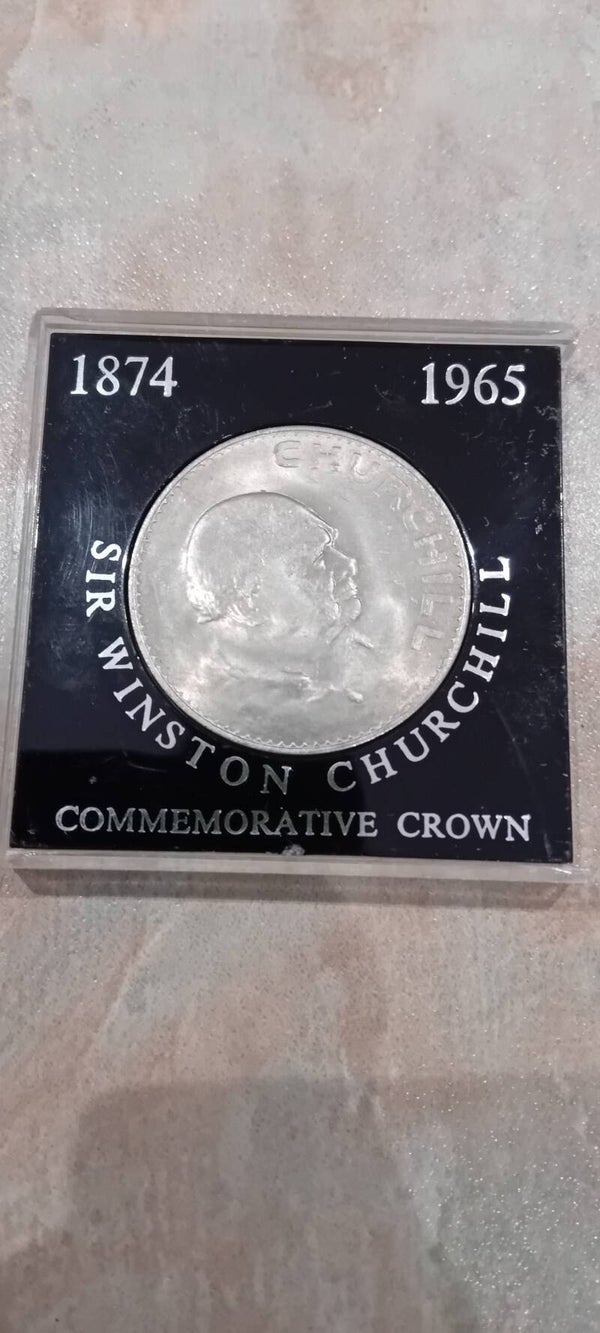 1874 1965
CHURCHILL
SIR WINSTON CHURCHILL
COMMEMORATIVE CROWN